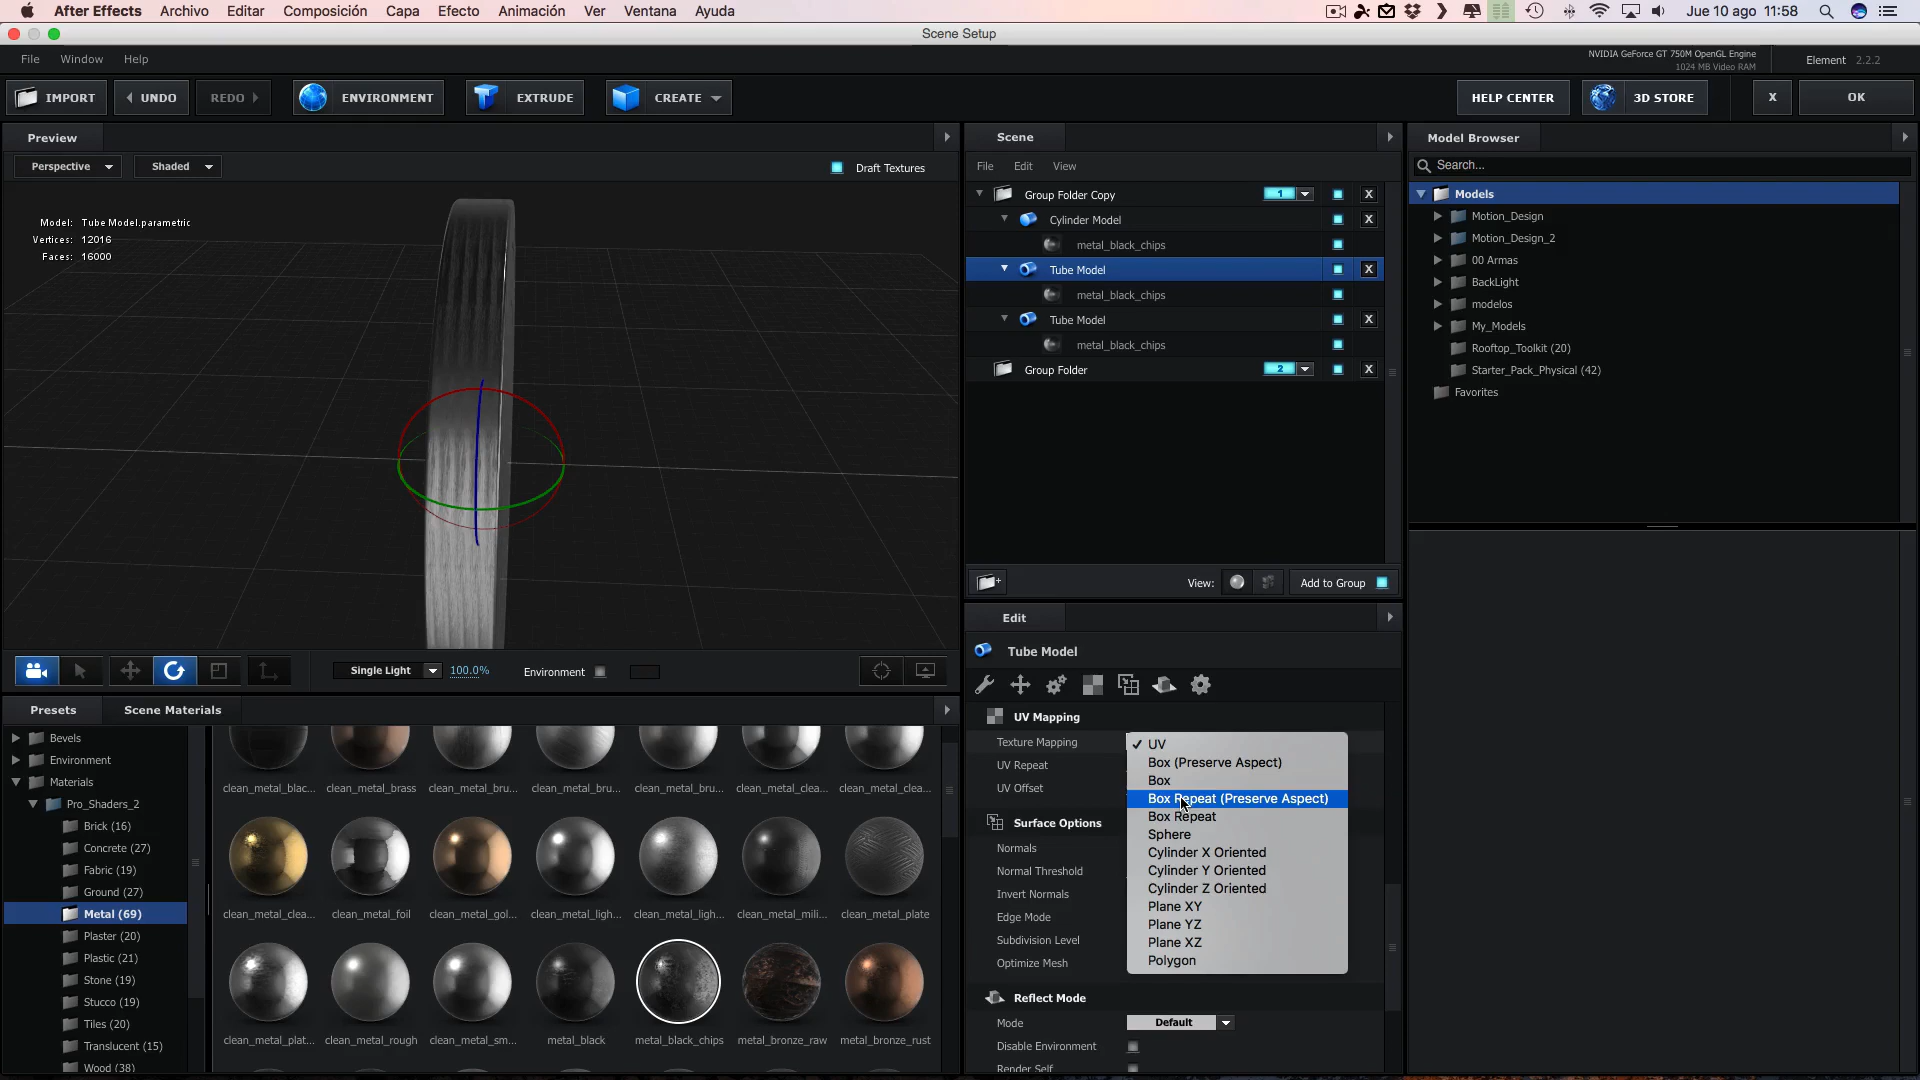 After Effects Archivo Editar Composición Capa Efecto Animación Ver Ventana Ayuda Jue 10 ago 11:58
Scene Setup
File Window Help
NVIDIA GeForce GT 750M OpenGL Engine
1024 MB Video RAM
Element 2.2.2
IMPORT UNDO REDO ENVIRONMENT EXTRUDE CREATE HELP CENTER 3D STORE X OK
Preview
Perspective Shaded Draft Textures
Model: Tube Model.parametric
Vertices: 12016
Faces: 16000
Single Light 100.0% Environment
Scene
File Edit View
Group Folder Copy 1 X
Cylinder Model X
metal_black_chips
Tube Model X
metal_black_chips
Tube Model X
metal_black_chips
Group Folder 2 X
View: Add to Group
Model Browser
Search...
Models
Motion_Design
Motion_Design_2
00 Armas
BackLight
modelos
My_Models
Rooftop_Toolkit (20)
Starter_Pack_Physical (42)
Favorites
Presets Scene Materials
Bevels
Environment
Materials
Pro_Shaders_2
Brick (16)
Concrete (27)
Fabric (19)
Ground (27)
Metal (69)
Plaster (20)
Plastic (21)
Stone (19)
Stucco (19)
Tiles (20)
Translucent (15)
Wood (38)
clean_metal_blac... clean_metal_brass clean_metal_bru... clean_metal_bru... clean_metal_bru... clean_metal_clea... clean_metal_clea...
clean_metal_clea... clean_metal_foil clean_metal_gol... clean_metal_ligh... clean_metal_ligh... clean_metal_mili... clean_metal_plate
clean_metal_plat... clean_metal_rough clean_metal_sm... metal_black metal_black_chips metal_bronze_raw metal_bronze_rust
Edit
Tube Model
UV Mapping
Texture Mapping
UV Repeat
UV Offset
Surface Options
Normals
Normal Threshold
Invert Normals
Edge Mode
Subdivision Level
Optimize Mesh
Reflect Mode
Mode Default
Disable Environment
Render Self
✓ UV
Box (Preserve Aspect)
Box
Box Repeat (Preserve Aspect)
Box Repeat
Sphere
Cylinder X Oriented
Cylinder Y Oriented
Cylinder Z Oriented
Plane XY
Plane YZ
Plane XZ
Polygon